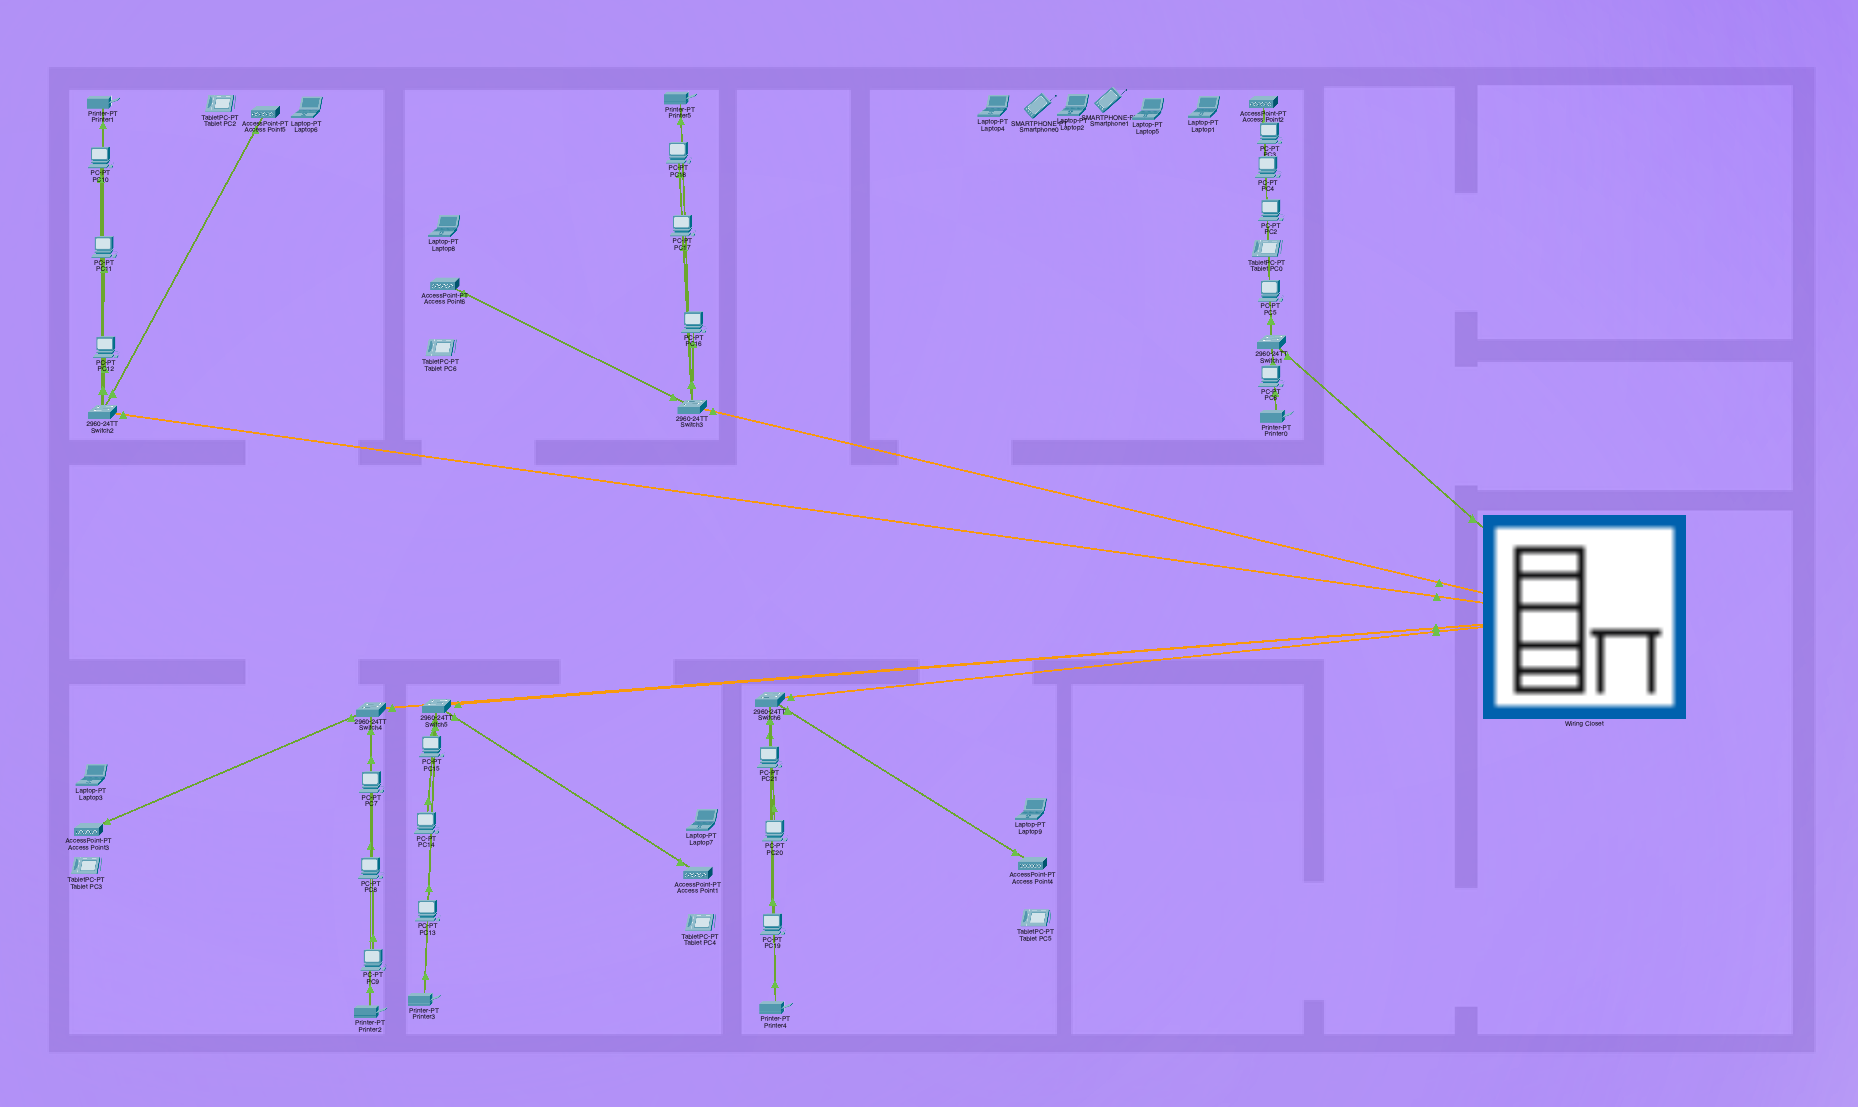 Printer-PT
Printer1
PC-PT
PC10
PC-PT
PC11
PC-PT
PC12
2960-24TT
Switch2
TabletPC-PT
Tablet PC2
AccessPoint-PT
Access Point5
Laptop-PT
Laptop6
Printer-PT
Printer5
PC-PT
PC18
PC-PT
PC17
PC-PT
PC16
2960-24TT
Switch3
Laptop-PT
Laptop8
AccessPoint-PT
Access Point6
TabletPC-PT
Tablet PC6
Laptop-PT
Laptop4
Smartphone0
Laptop-PT
Laptop2
Smartphone1
Laptop-PT
Laptop5
Laptop-PT
Laptop1
AccessPoint-PT
Access Point2
PC-PT
PC3
PC-PT
PC4
PC-PT
PC2
TabletPC-PT
Tablet PC0
PC-PT
PC5
2960-24TT
Switch1
PC-PT
PC6
Printer-PT
Printer0
Wiring Closet
2960-24TT
Switch4
PC-PT
PC7
PC-PT
PC8
PC-PT
PC9
Printer-PT
Printer2
Laptop-PT
Laptop3
AccessPoint-PT
Access Point3
TabletPC-PT
Tablet PC3
2960-24TT
Switch5
PC-PT
PC15
PC-PT
PC14
PC-PT
PC13
Printer-PT
Printer3
Laptop-PT
Laptop7
AccessPoint-PT
Access Point1
TabletPC-PT
Tablet PC4
2960-24TT
Switch6
PC-PT
PC21
PC-PT
PC20
PC-PT
PC19
Printer-PT
Printer4
Laptop-PT
Laptop9
AccessPoint-PT
Access Point4
TabletPC-PT
Tablet PC5